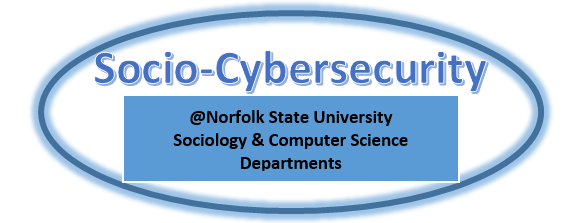 Socio-Cybersecurity
@Norfolk State University
Sociology & Computer Science
Departments